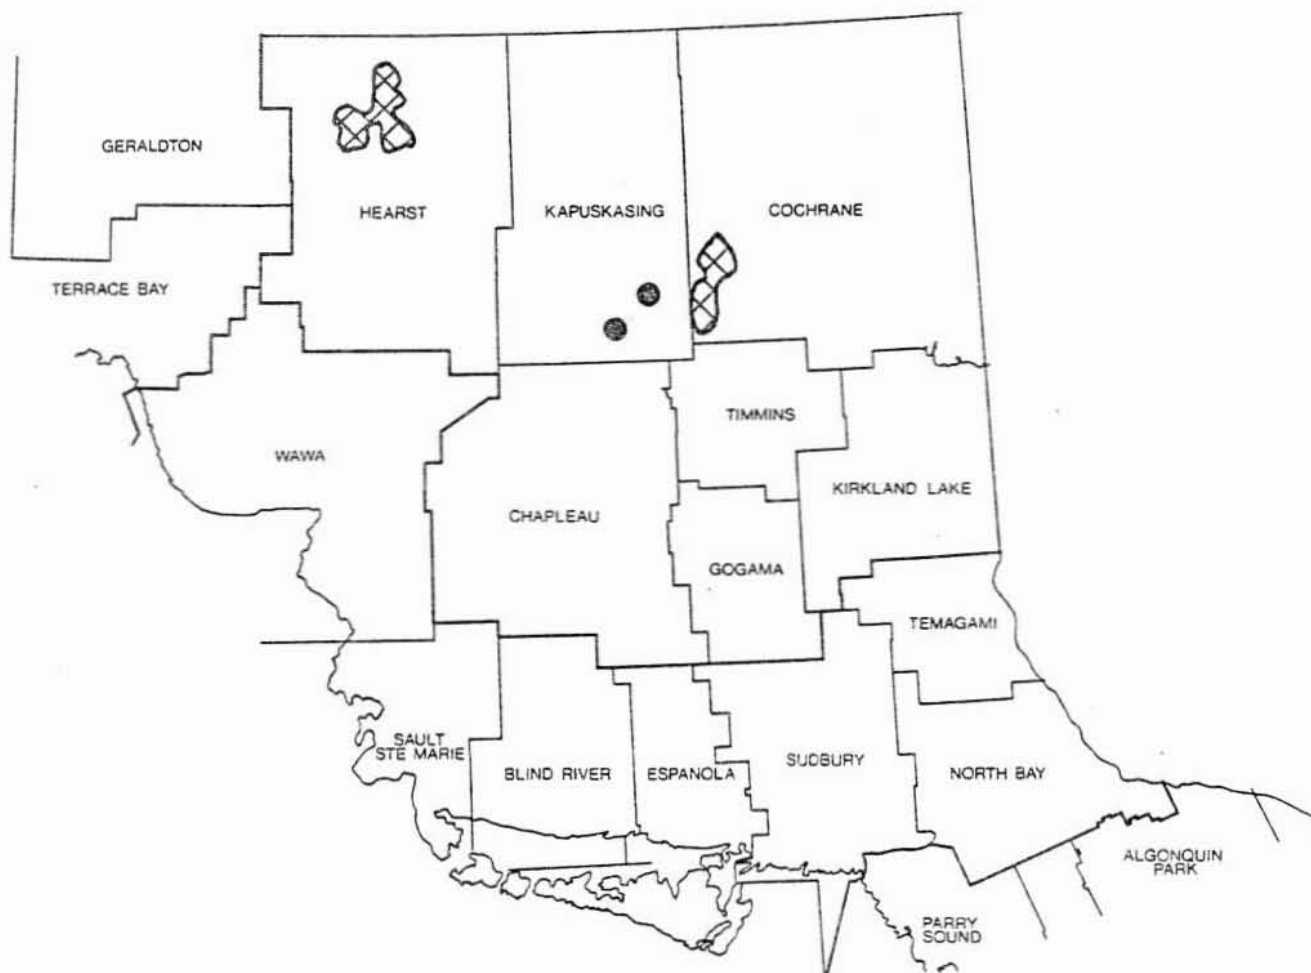 GERALDTON
HEARST
KAPUSKASING
COCHRANE
TERRACE BAY
TIMMINS
WAWA
KIRKLAND LAKE
CHAPLEAU
GOGAMA
TEMAGAMI
SAULT
STE MARIE
BLIND RIVER
ESPANOLA
SUDBURY
NORTH BAY
ALGONQUIN
PARK
PARRY
SOUND